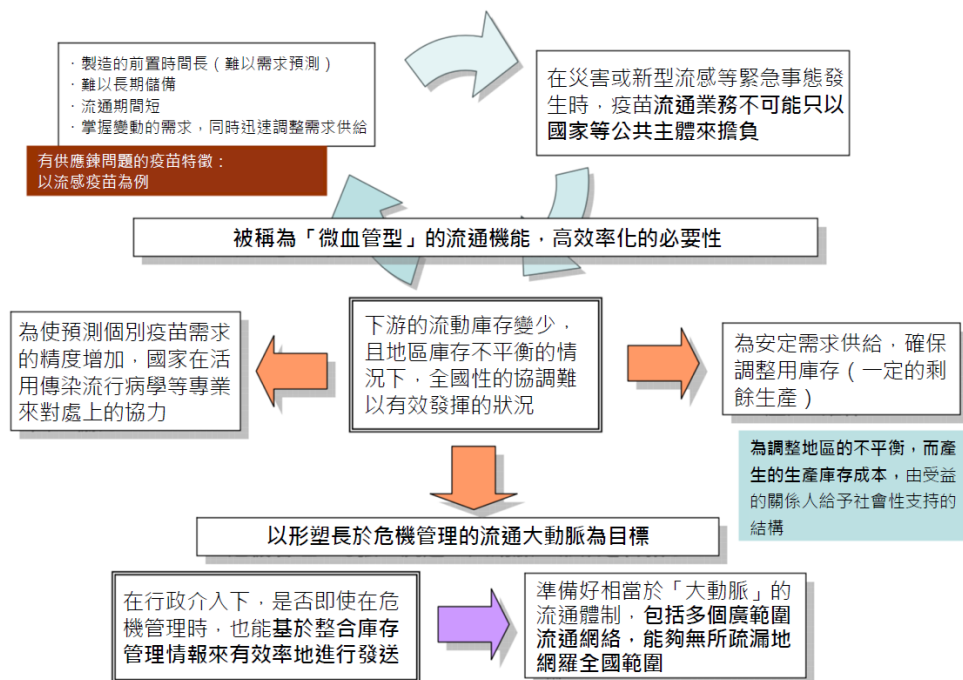 · 製造的前置時間長（難以需求預測）
· 難以長期儲備
· 流通期間短
· 掌握變動的需求，同時迅速調整需求供給
有供應鍊問題的疫苗特徵：
以流感疫苗為例
在災害或新型流感等緊急事態發
生時，疫苗流通業務不可能只以
國家等公共主體來擔負
被稱為「微血管型」的流通機能，高效率化的必要性
為使預測個別疫苗需求
的精度增加，國家在活
用傳染流行病學等專業
來對處上的協力
下游的流動庫存變少，
且地區庫存不平衡的情
況下，全國性的協調難
以有效發揮的狀況
為安定需求供給，確保
調整用庫存（一定的剩
餘生產）
為調整地區的不平衡，而產
生的生產庫存成本，由受益
的關係人給予社會性支持的
結構
以形塑長於危機管理的流通大動脈為目標
在行政介入下，是否即使在危
機管理時，也能基於整合庫存
管理情報來有效率地進行發送
準備好相當於「大動脈」的
流通體制，包括多個廣範圍
流通網絡，能夠無所疏漏地
網羅全國範圍